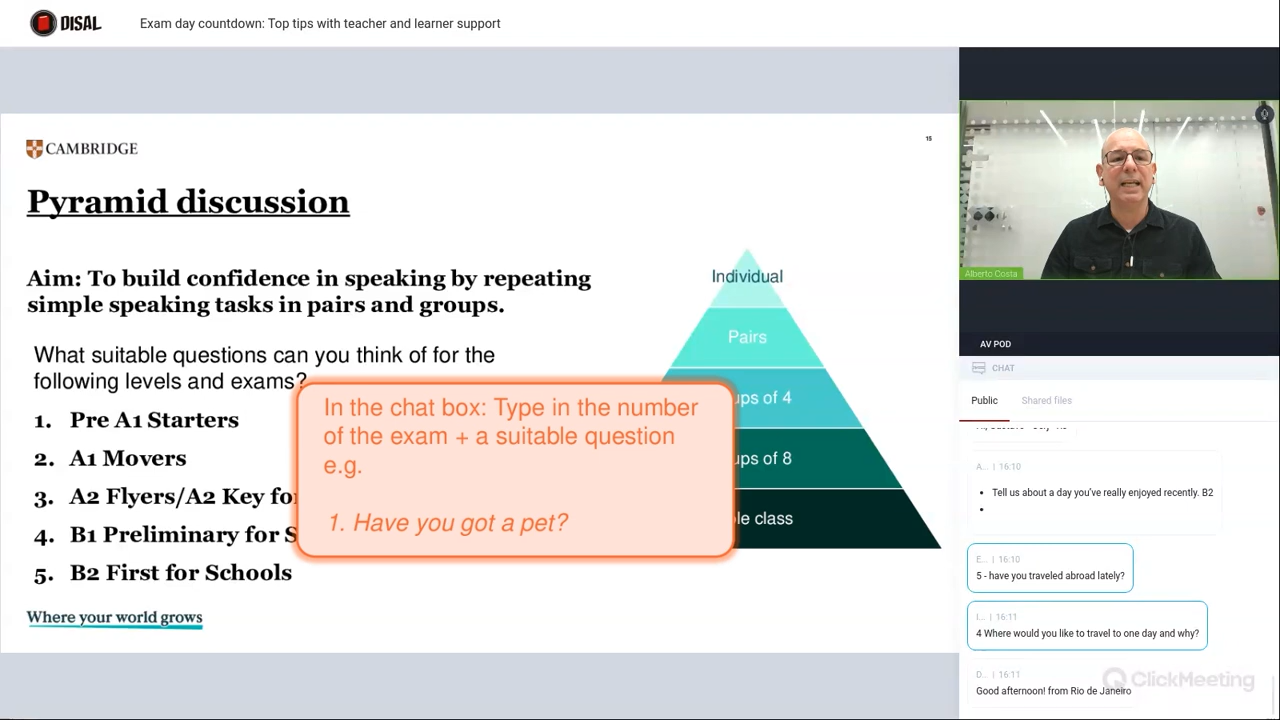 DISAL
Exam day countdown: Top tips with teacher and learner support
CAMBRIDGE
15
Pyramid discussion
Aim: To build confidence in speaking by repeating
simple speaking tasks in pairs and groups.
What suitable questions can you think of for the
following levels and exams?
1. Pre A1 Starters
2. A1 Movers
3. A2 Flyers/A2 Key for
4. B1 Preliminary for S
5. B2 First for Schools
Where your world grows
In the chat box: Type in the number
of the exam + a suitable question
e.g.
1. Have you got a pet?
Individual
Pairs
ups of 4
ups of 8
le class
Alberto Costa
AV POD
CHAT
Public
Shared files
A... | 16:10
• Tell us about a day you've really enjoyed recently. B2
•
E... | 16:10
5 - have you traveled abroad lately?
I... | 16:11
4 Where would you like to travel to one day and why?
D... | 16:11
Good afternoon! from Rio de Janeiro
ClickMeeting